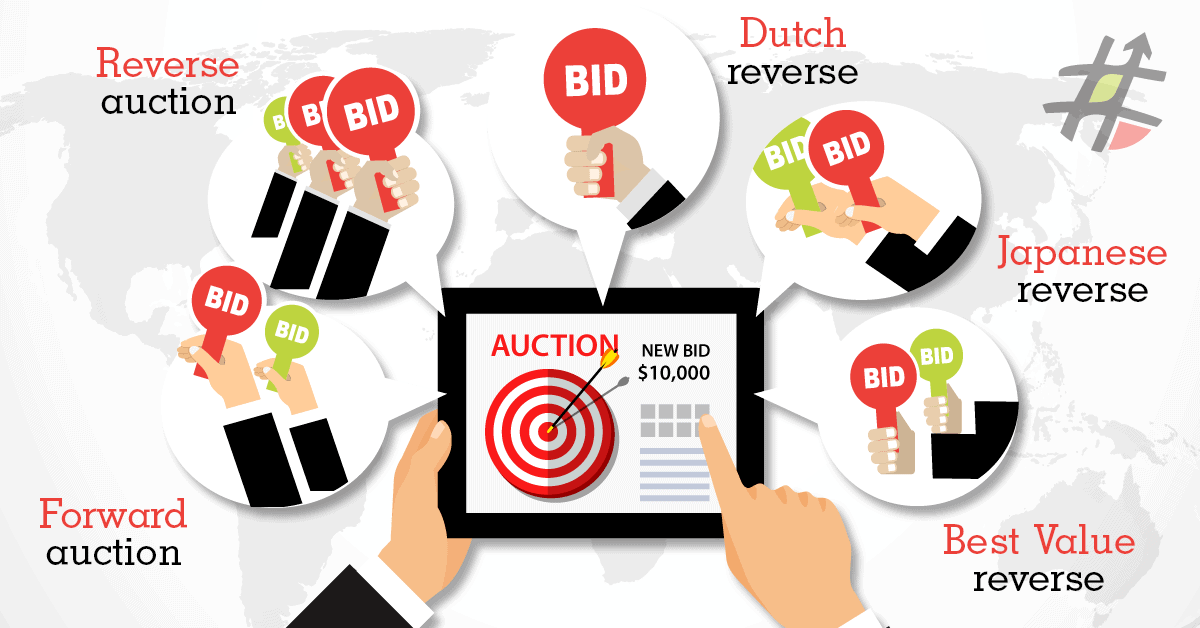 Reverse
auction
BID
BID
BID
Dutch
reverse
BID
BID
Japanese
reverse
BID
BID
Forward
auction
AUCTION
NEW BID
$10,000
BID
BID
Best Value
reverse